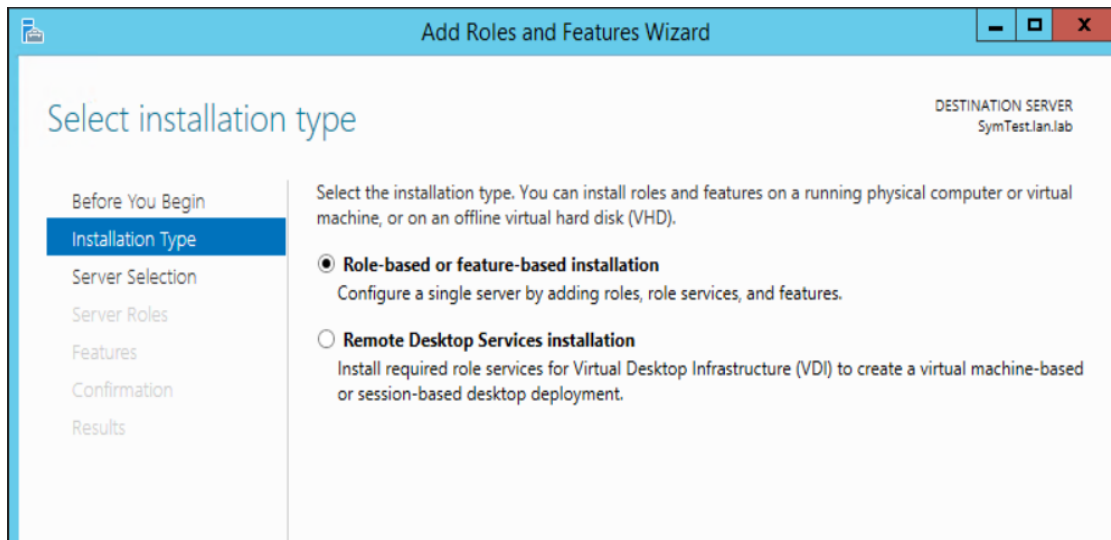 Add Roles and Features Wizard
Select installation type
DESTINATION SERVER
SymTest.lan.lab
Before You Begin
Installation Type
Server Selection
Server Roles
Features
Confirmation
Results
Select the installation type. You can install roles and features on a running physical computer or virtual
machine, or on an offline virtual hard disk (VHD).
Role-based or feature-based installation
Configure a single server by adding roles, role services, and features.
Remote Desktop Services installation
Install required role services for Virtual Desktop Infrastructure (VDI) to create a virtual machine-based
or session-based desktop deployment.